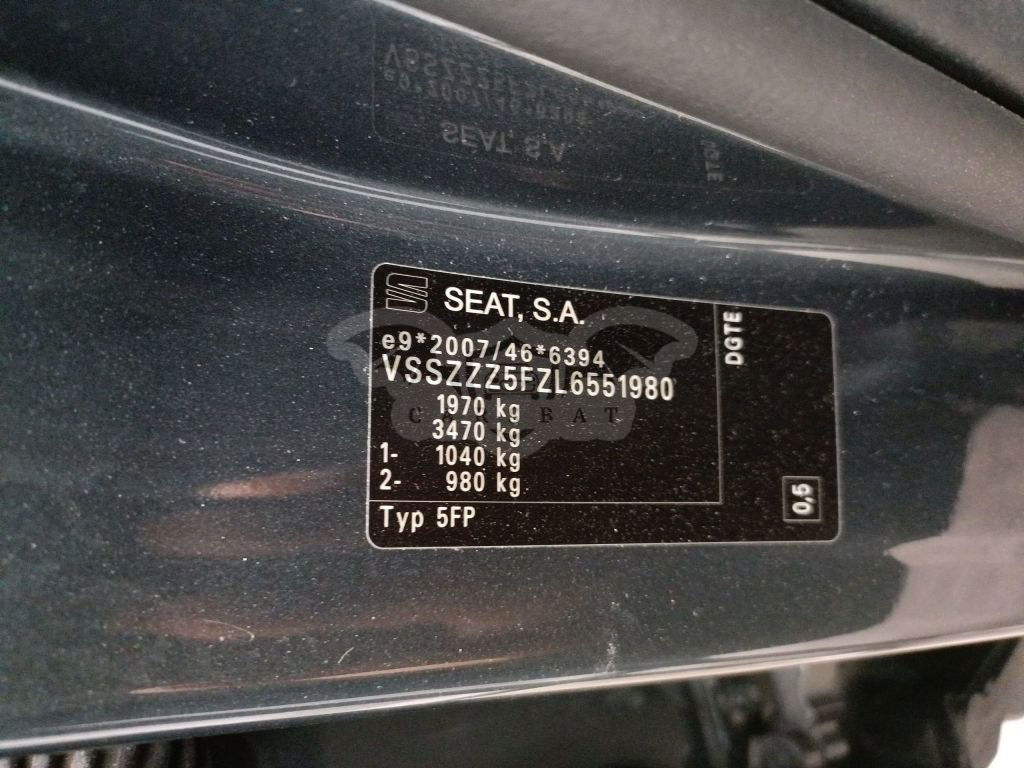 SEAT, S.A.
e9*2007/46*6394
VSSZZZ5FZL6551980
1970 kg
3470 kg
1- 1040 kg
2- 980 kg
Typ 5FP
DGTE
0,5